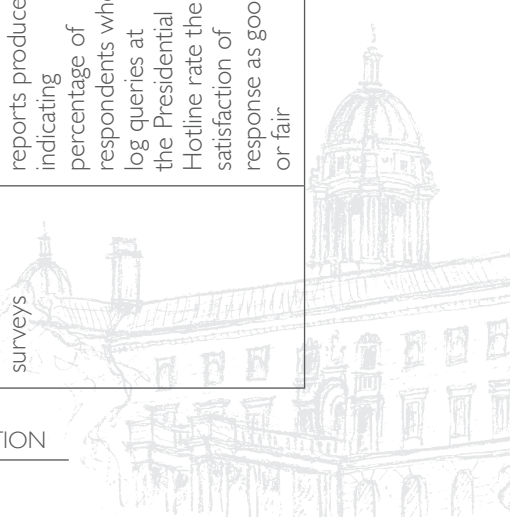 reports produce
indicating
percentage of
respondents who
log queries at
the Presidential
Hotline rate the
satisfaction of
response as goo
or fair
surveys
TION